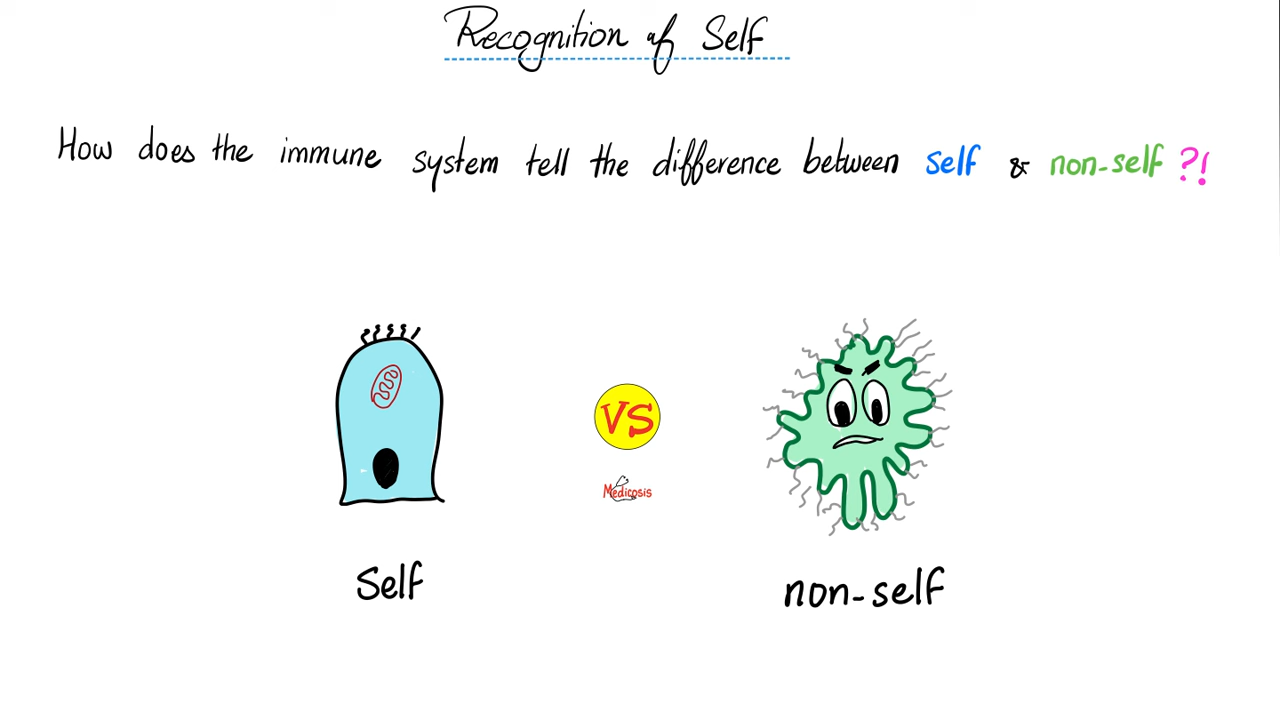 Recognition of Self
How does the immune system tell the difference between self & non-self ?!
VS
Medicosis
Self
non-self